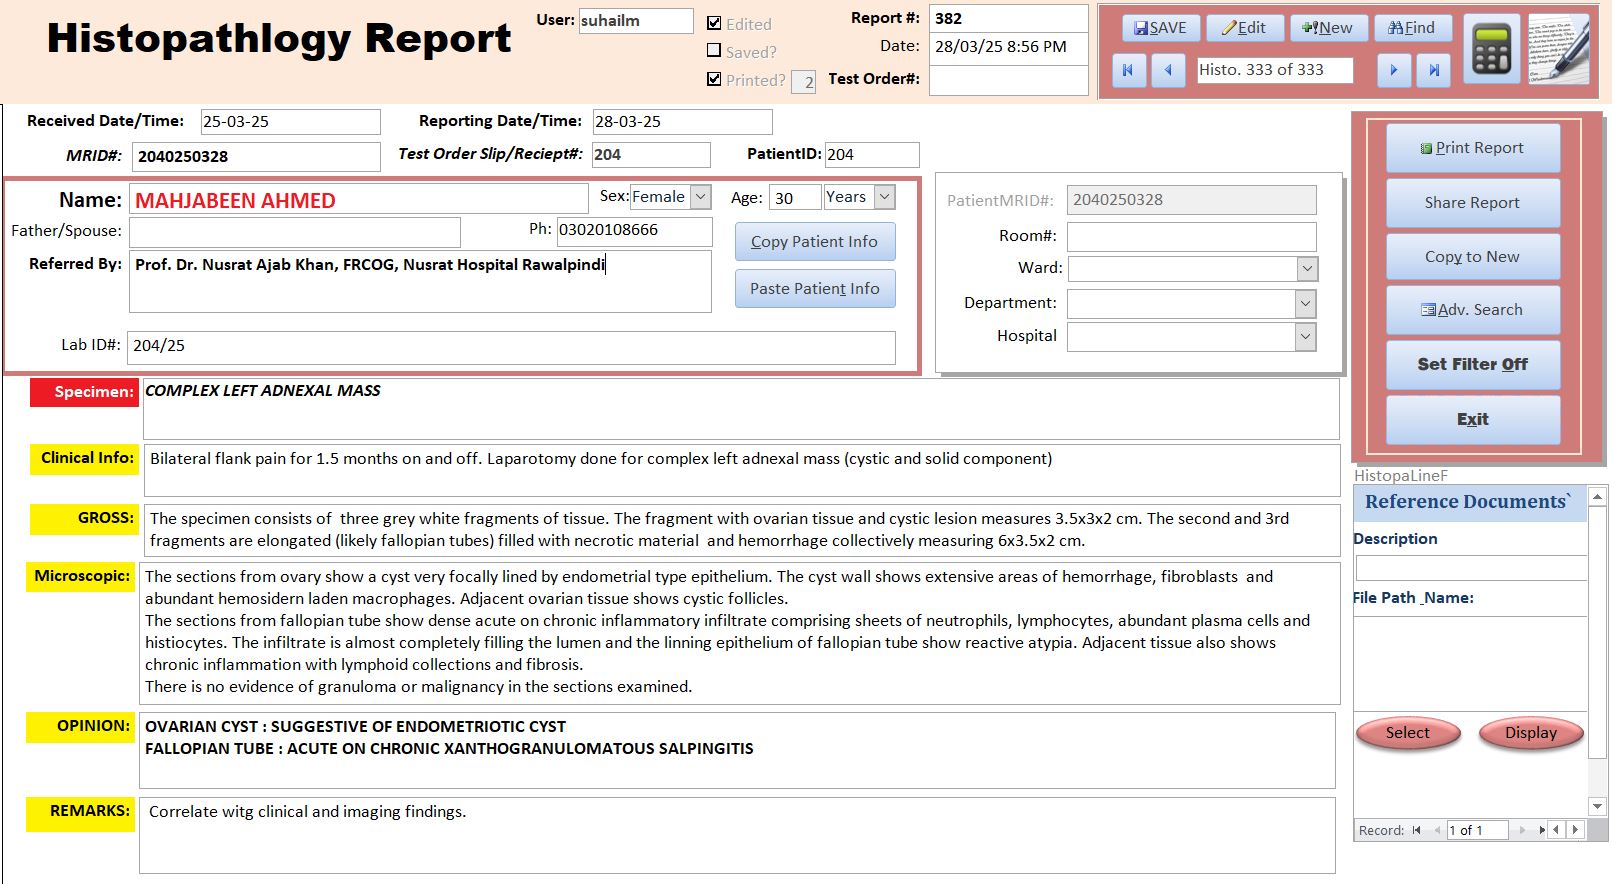 Histopathlogy Report
User: suhailm
Edited
Saved?
Printed? 2
Report #: 382
Date: 28/03/25 8:56 PM
Test Order#:
SAVE Edit New Find
Histo. 333 of 333
Received Date/Time: 25-03-25 Reporting Date/Time: 28-03-25
MRID#: 2040250328 Test Order Slip/Reciept#: 204 PatientID: 204
Name: MAHJABEEN AHMED Sex: Female Age: 30 Years
Father/Spouse: Ph: 03020108666
Copy Patient Info
Referred By: Prof. Dr. Nusrat Ajab Khan, FRCOG, Nusrat Hospital Rawalpindi
Paste Patient Info
Lab ID#: 204/25
PatientMRID#: 2040250328
Room#:
Ward:
Department:
Hospital
Print Report
Share Report
Copy to New
Adv. Search
Set Filter Off
Exit
Specimen: COMPLEX LEFT ADNEXAL MASS
Clinical Info: Bilateral flank pain for 1.5 months on and off. Laparotomy done for complex left adnexal mass (cystic and solid component)
GROSS: The specimen consists of three grey white fragments of tissue. The fragment with ovarian tissue and cystic lesion measures 3.5x3x2 cm. The second and 3rd
fragments are elongated (likely fallopian tubes) filled with necrotic material and hemorrhage collectively measuring 6x3.5x2 cm.
Microscopic: The sections from ovary show a cyst very focally lined by endometrial type epithelium. The cyst wall shows extensive areas of hemorrhage, fibroblasts and
abundant hemosidern laden macrophages. Adjacent ovarian tissue shows cystic follicles.
The sections from fallopian tube show dense acute on chronic inflammatory infiltrate comprising sheets of neutrophils, lymphocytes, abundant plasma cells and
histiocytes. The infiltrate is almost completely filling the lumen and the linning epithelium of fallopian tube show reactive atypia. Adjacent tissue also shows
chronic inflammation with lymphoid collections and fibrosis.
There is no evidence of granuloma or malignancy in the sections examined.
OPINION: OVARIAN CYST : SUGGESTIVE OF ENDOMETRIOTIC CYST
FALLOPIAN TUBE : ACUTE ON CHRONIC XANTHOGRANULOMATOUS SALPINGITIS
REMARKS: Correlate witg clinical and imaging findings.
HistopaLineF
Reference Documents`
Description
File Path _Name:
Select Display
Record: 1 of 1